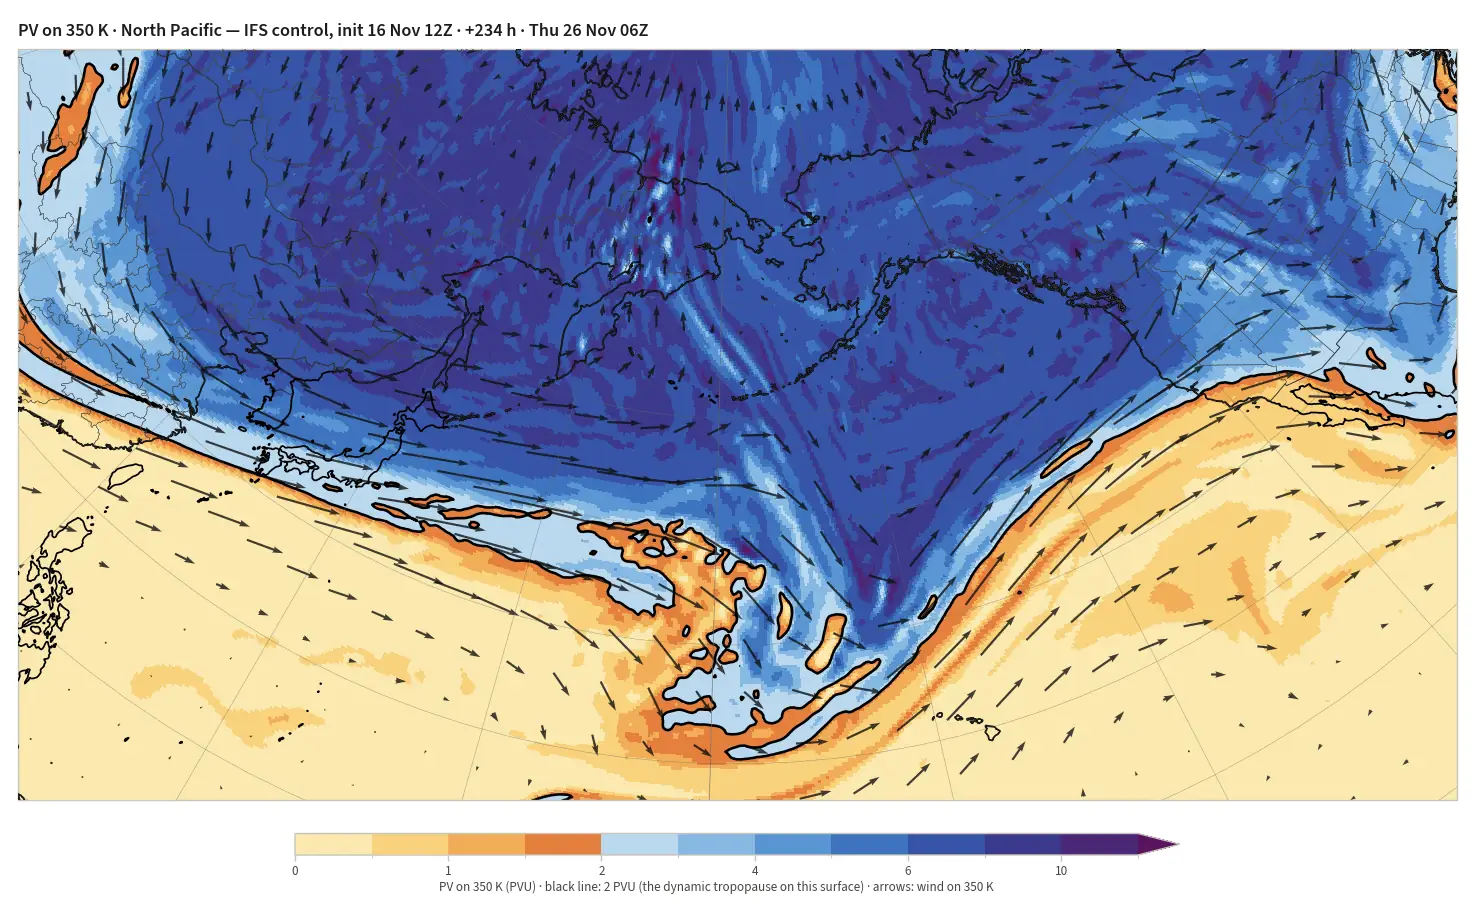 PV on 350 K · North Pacific — IFS control, init 16 Nov 12Z · +234 h · Thu 26 Nov 06Z
0 1 2 4 6 10
PV on 350 K (PVU) · black line: 2 PVU (the dynamic tropopause on this surface) · arrows: wind on 350 K